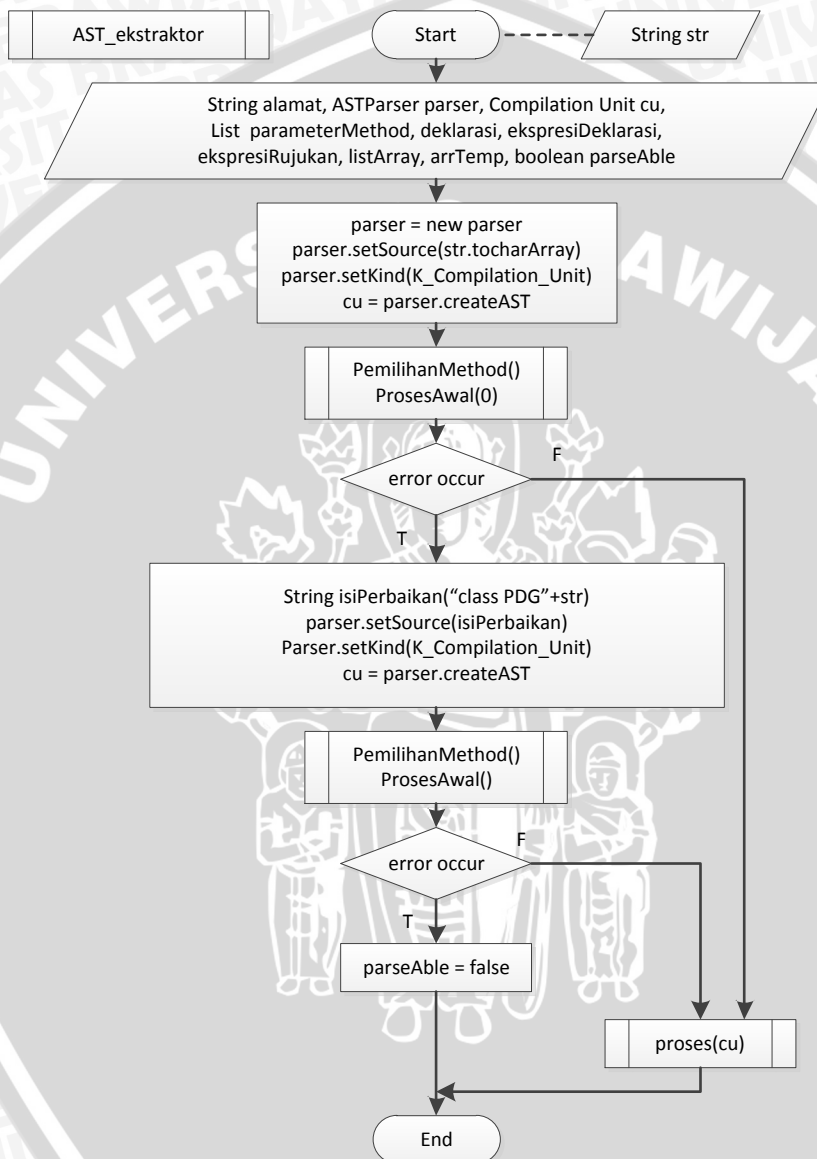 AST_ekstraktor
Start
String str
String alamat, ASTParser parser, Compilation Unit cu,
List parameterMethod, deklarasi, ekspresiDeklarasi,
ekspresiRujukan, listArray, arrTemp, boolean parseAble
parser = new parser
parser.setSource(str.tocharArray)
parser.setKind(K_Compilation_Unit)
cu = parser.createAST
PemilihanMethod()
ProsesAwal(0)
error occur
F
T
String isiPerbaikan(“class PDG”+str)
parser.setSource(isiPerbaikan)
Parser.setKind(K_Compilation_Unit)
cu = parser.createAST
PemilihanMethod()
ProsesAwal()
F
error occur
T
parseAble = false
proses(cu)
End